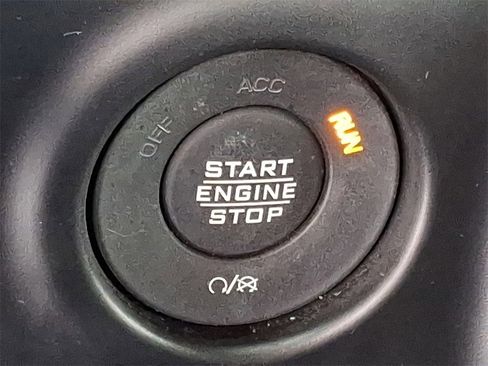 ACC
OFF
RUN
START
ENGINE
STOP